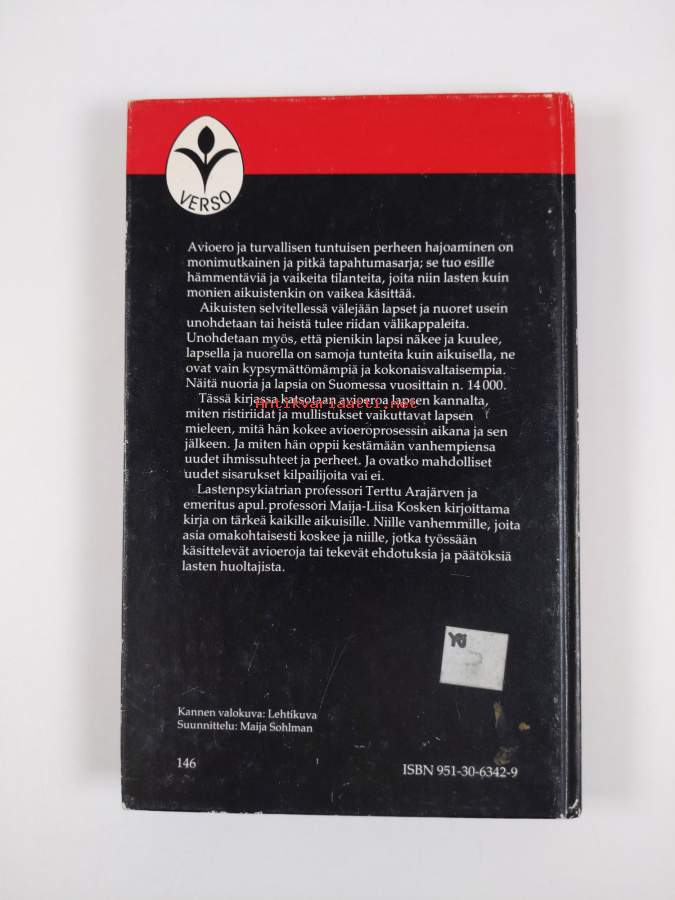 VERSO
Avioero ja turvallisen tuntuisen perheen hajoaminen on
monimutkainen ja pitkä tapahtumasarja; se tuo esille
hämmentäviä ja vaikeita tilanteita, joita niin lasten kuin
monien aikuistenkin on vaikea käsittää.
Aikuisten selvitellessä välejään lapset ja nuoret usein
unohdetaan tai heistä tulee riidan välikappaleita.
Unohdetaan myös, että pienikin lapsi näkee ja kuulee,
lapsella ja nuorella on samoja tunteita kuin aikuisella, ne
ovat vain kypsymättömämpiä ja kokonaisvaltaisempia.
Näitä nuoria ja lapsia on Suomessa vuosittain n. 14 000.
Tässä kirjassa katsotaan avioeroa lapsen kannalta,
Antikvariaatti.net
miten ristiriidat ja mullistukset vaikuttavat lapsen
mieleen, mitä hän kokee avioeroprosessin aikana ja sen
jälkeen. Ja miten hän oppii kestämään vanhempiensa
uudet ihmissuhteet ja perheet. Ja ovatko mahdolliset
uudet sisarukset kilpailijoita vai ei.
Lastenpsykiatrian professori Terttu Arajärven ja
emeritus apul.professori Maija-Liisa Kosken kirjoittama
kirja on tärkeä kaikille aikuisille. Niille vanhemmille, joita
asia omakohtaisesti koskee ja niille, jotka työssään
käsittelevät avioeroja tai tekevät ehdotuksia ja päätöksiä
lasten huoltajista.
Kannen valokuva: Lehtikuva
Suunnittelu: Maija Sohlman
146
ISBN 951-30-6342-9